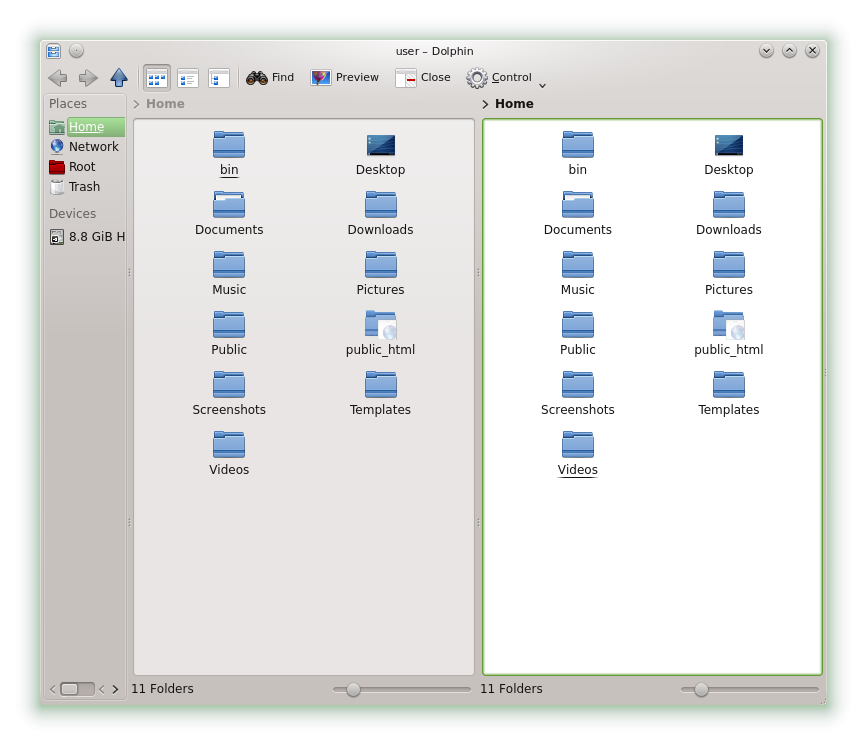 user – Dolphin
Find Preview Close Control
Places
Home
Network
Root
Trash
Devices
8.8 GiB H
> Home
bin Desktop
Documents Downloads
Music Pictures
Public public_html
Screenshots Templates
Videos
11 Folders
> Home
bin Desktop
Documents Downloads
Music Pictures
Public public_html
Screenshots Templates
Videos
11 Folders